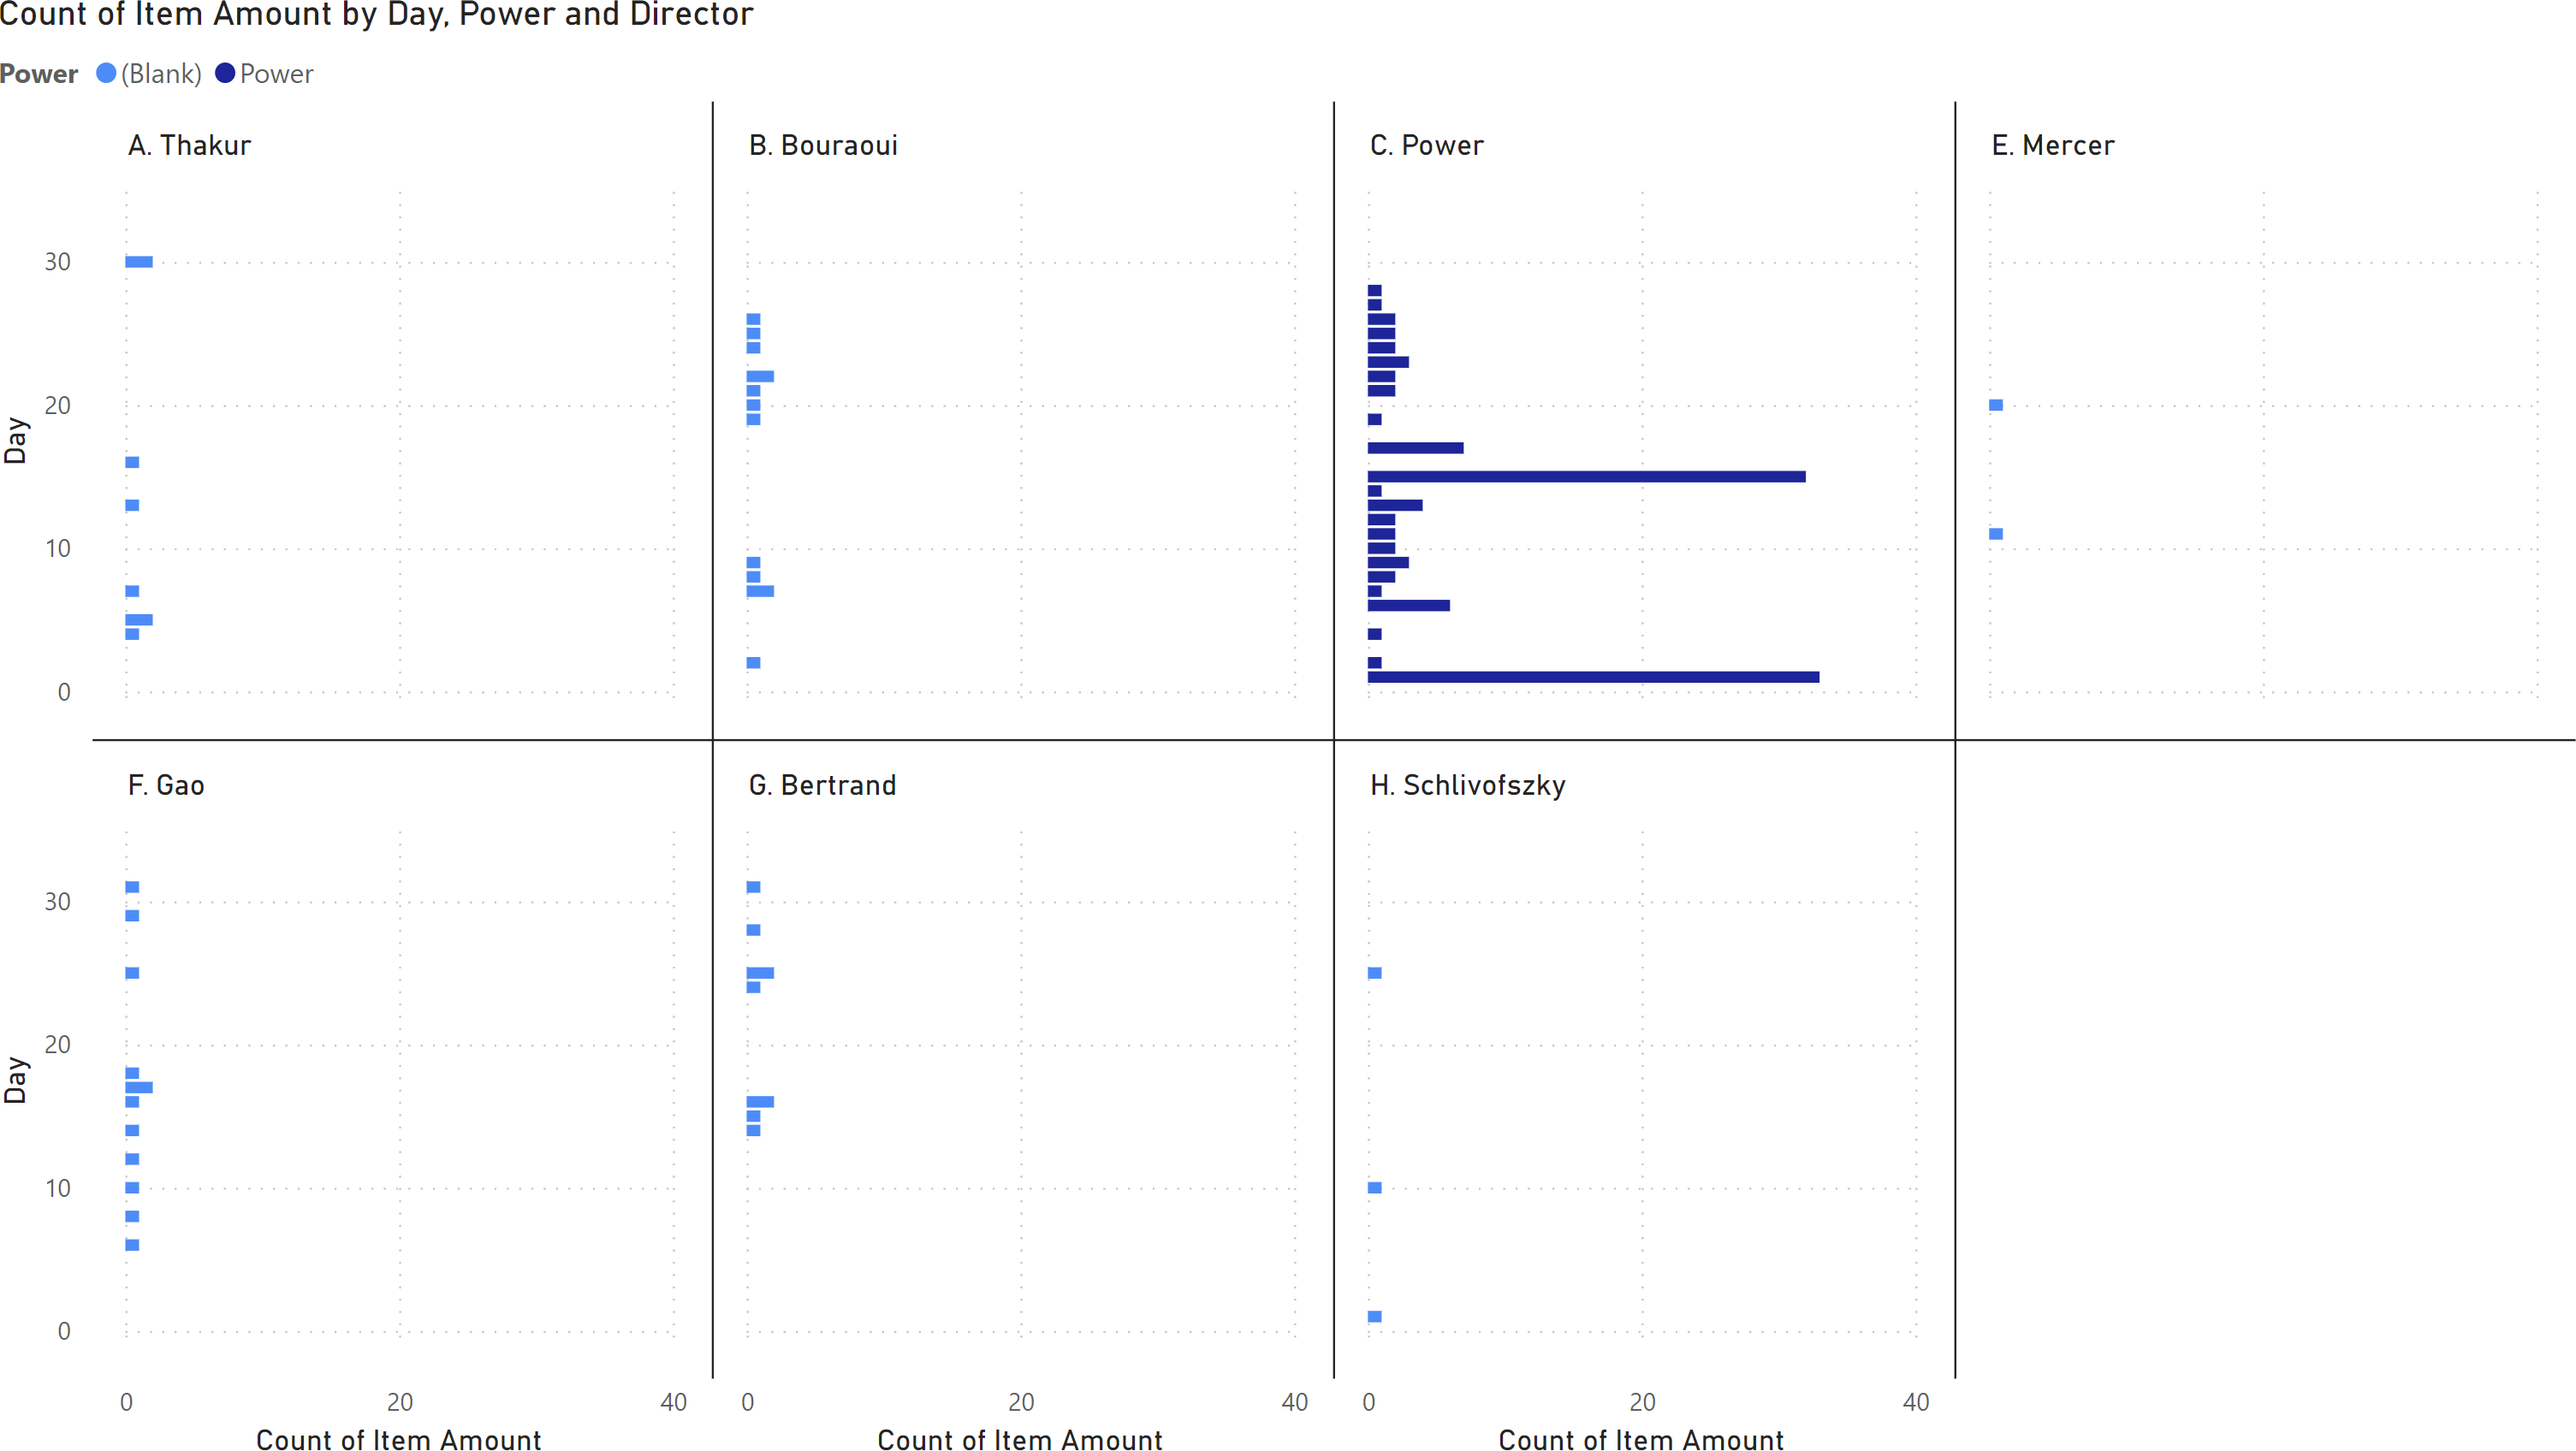 Count of Item Amount by Day, Power and Director
Power (Blank) Power
A. Thakur B. Bouraoui C. Power E. Mercer
30
20
10
0
Day
F. Gao G. Bertrand H. Schlivofszky
30
20
10
0
Day
0 20 40 0 20 40 0 20 40
Count of Item Amount Count of Item Amount Count of Item Amount